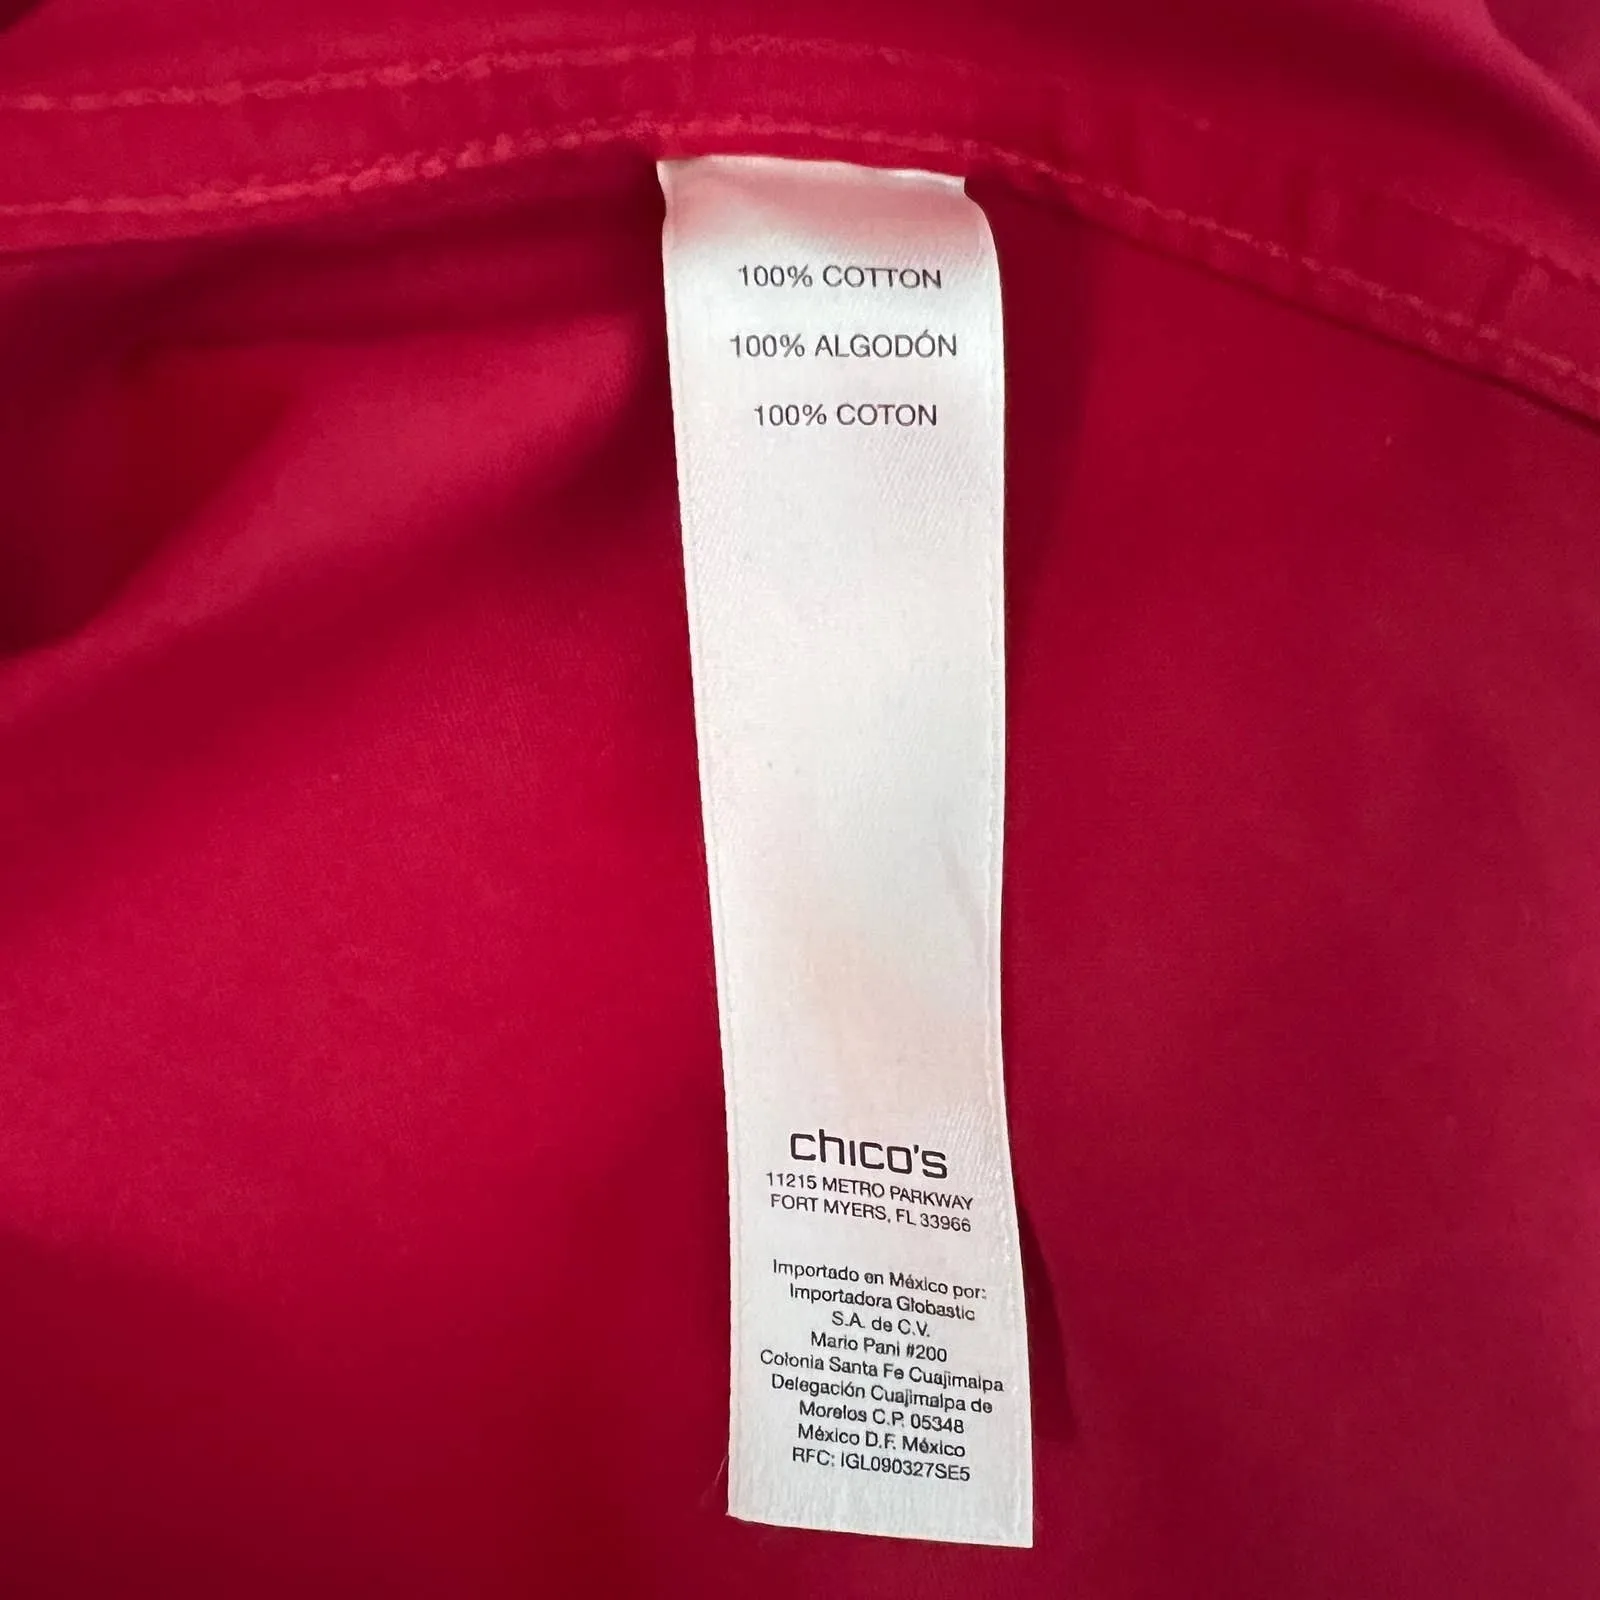 100% COTTON
100% ALGODÓN
100% COTON
chico's
11215 METRO PARKWAY
FORT MYERS, FL 33966
Importado en México por:
Importadora Globastic
S.A. de C.V.
Mario Pani #200
Colonia Santa Fe Cuajimalpa
Delegación Cuajimalpa de
Morelos C.P. 05348
México D.F. México
RFC: IGL090327SE5